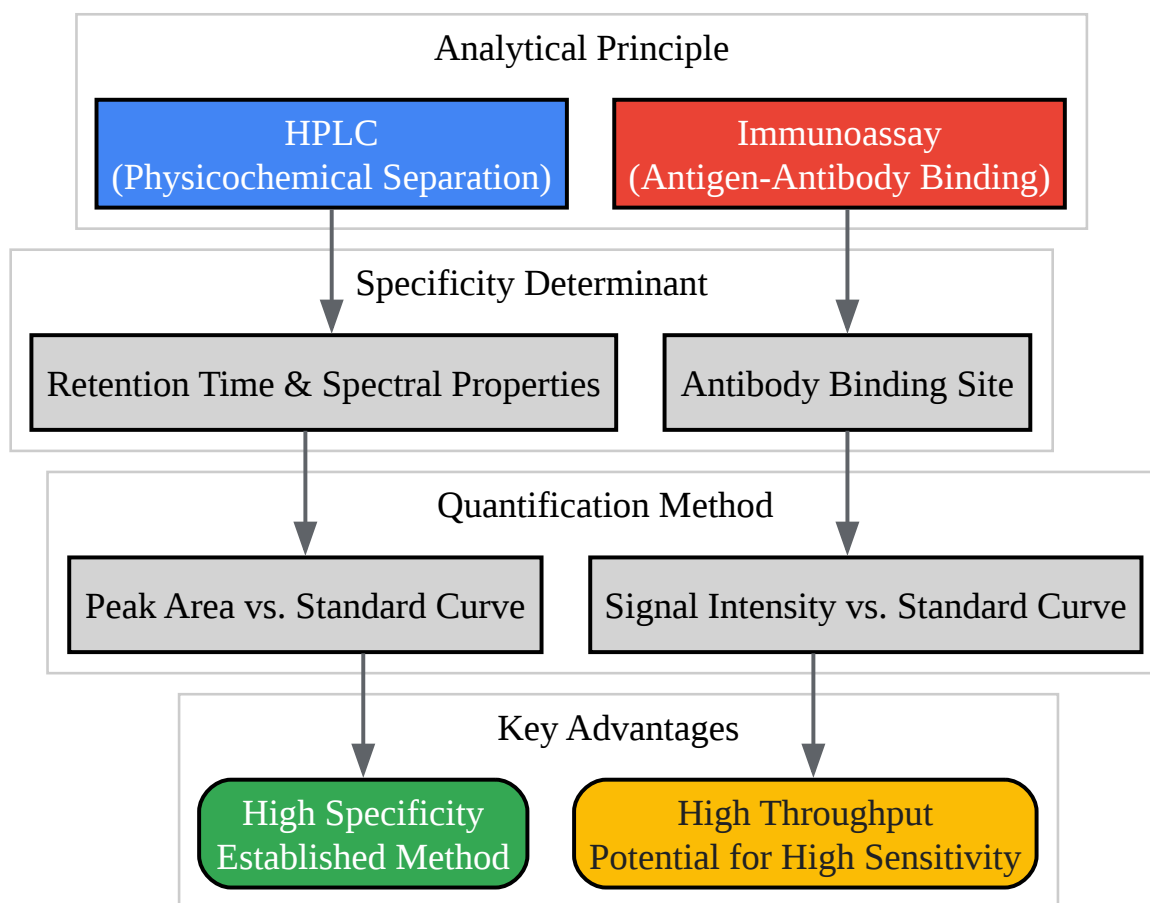 Analytical Principle
HPLC
(Physicochemical Separation)
Immunoassay
(Antigen-Antibody Binding)
Specificity Determinant
Retention Time & Spectral Properties
Antibody Binding Site
Quantification Method
Peak Area vs. Standard Curve
Signal Intensity vs. Standard Curve
Key Advantages
High Specificity
Established Method
High Throughput
Potential for High Sensitivity